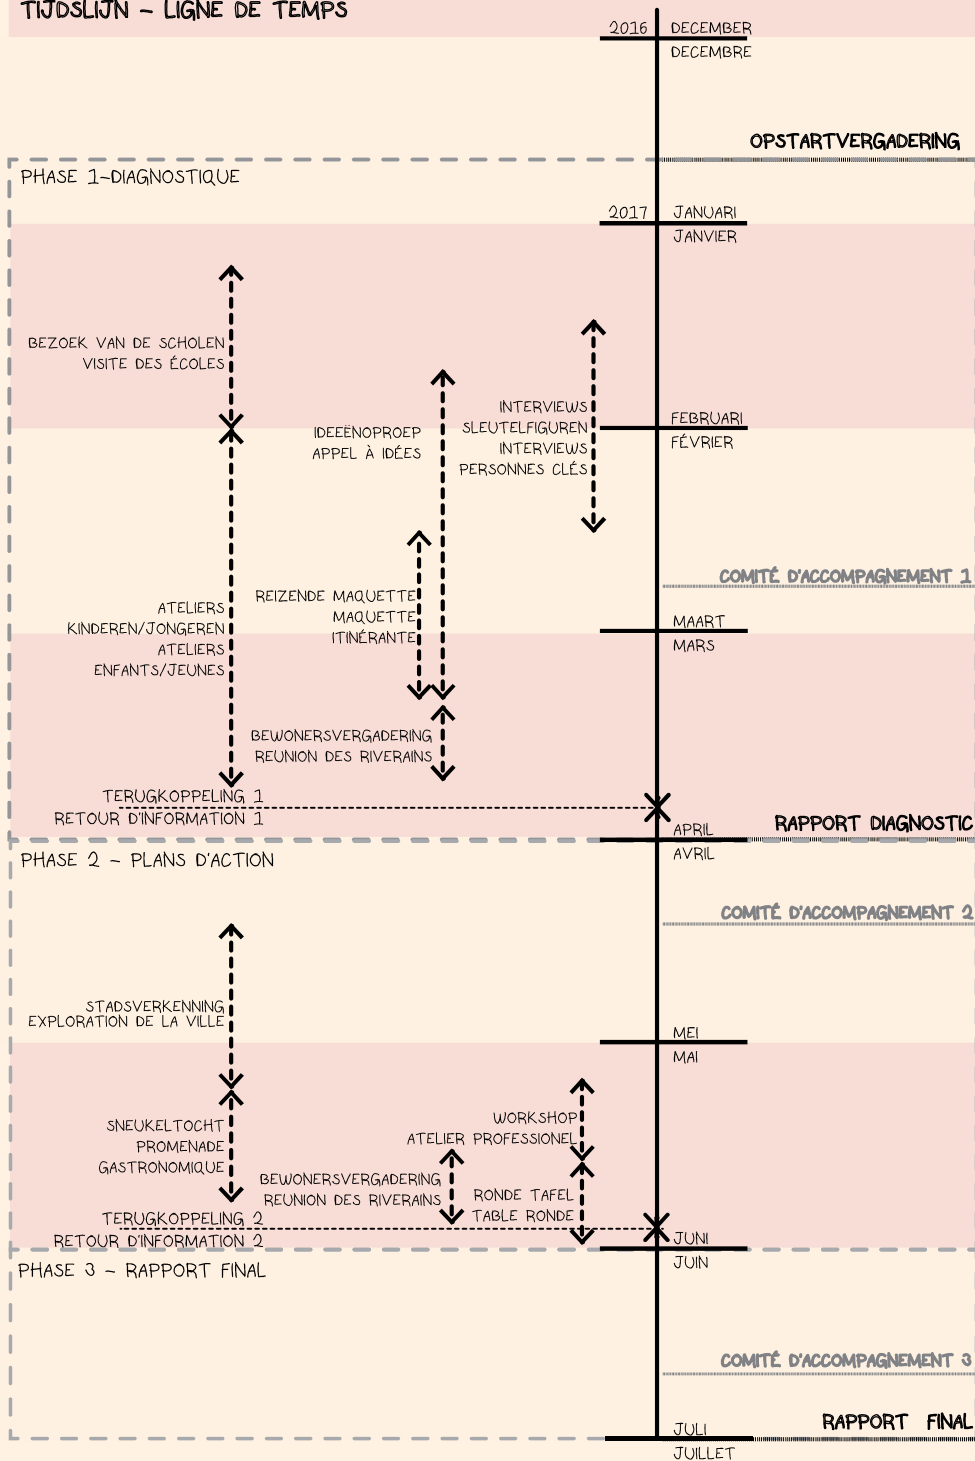 TIJDSLIJN - LIGNE DE TEMPS
2016 DECEMBER
DECEMBRE
OPSTARTVERGADERING
PHASE 1-DIAGNOSTIQUE
2017 JANUARI
JANVIER
BEZOEK VAN DE SCHOLEN
VISITE DES ÉCOLES
INTERVIEWS
SLEUTELFIGUREN
INTERVIEWS
PERSONNES CLÉS
IDEEËNOPROEP
APPEL À IDÉES
FEBRUARI
FÉVRIER
COMITÉ D'ACCOMPAGNEMENT 1
REIZENDE MAQUETTE
MAQUETTE
ITINÉRANTE
ATELIERS
KINDEREN/JONGEREN
ATELIERS
ENFANTS/JEUNES
MAART
MARS
BEWONERSVERGADERING
REUNION DES RIVERAINS
TERUGKOPPELING 1
RETOUR D'INFORMATION 1
APRIL
AVRIL
RAPPORT DIAGNOSTIC
PHASE 2 - PLANS D'ACTION
COMITÉ D'ACCOMPAGNEMENT 2
STADSVERKENNING
EXPLORATION DE LA VILLE
MEI
MAI
SNEUKELTOCHT
PROMENADE
GASTRONOMIQUE
WORKSHOP
ATELIER PROFESSIONEL
BEWONERSVERGADERING
REUNION DES RIVERAINS
RONDE TAFEL
TABLE RONDE
TERUGKOPPELING 2
RETOUR D'INFORMATION 2
JUNI
JUIN
PHASE 3 - RAPPORT FINAL
COMITÉ D'ACCOMPAGNEMENT 3
RAPPORT FINAL
JULI
JUILLET